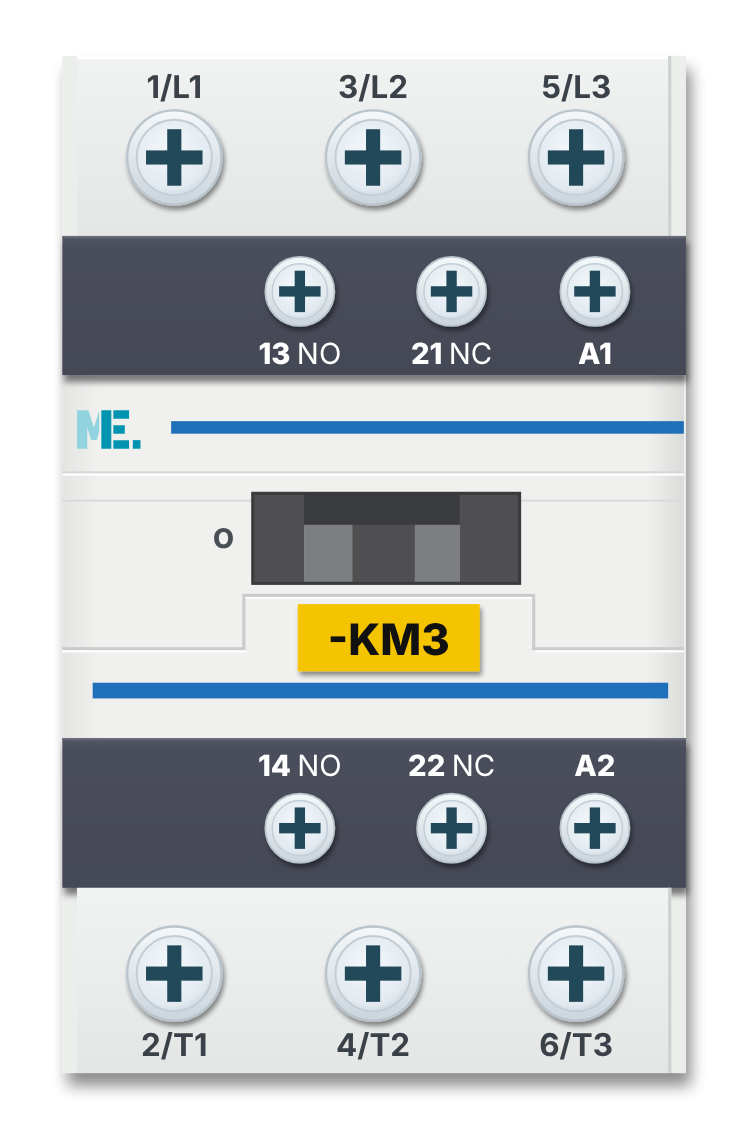 1/L1 3/L2 5/L3
13 NO 21 NC A1
ME.
o
-KM3
14 NO 22 NC A2
2/T1 4/T2 6/T3